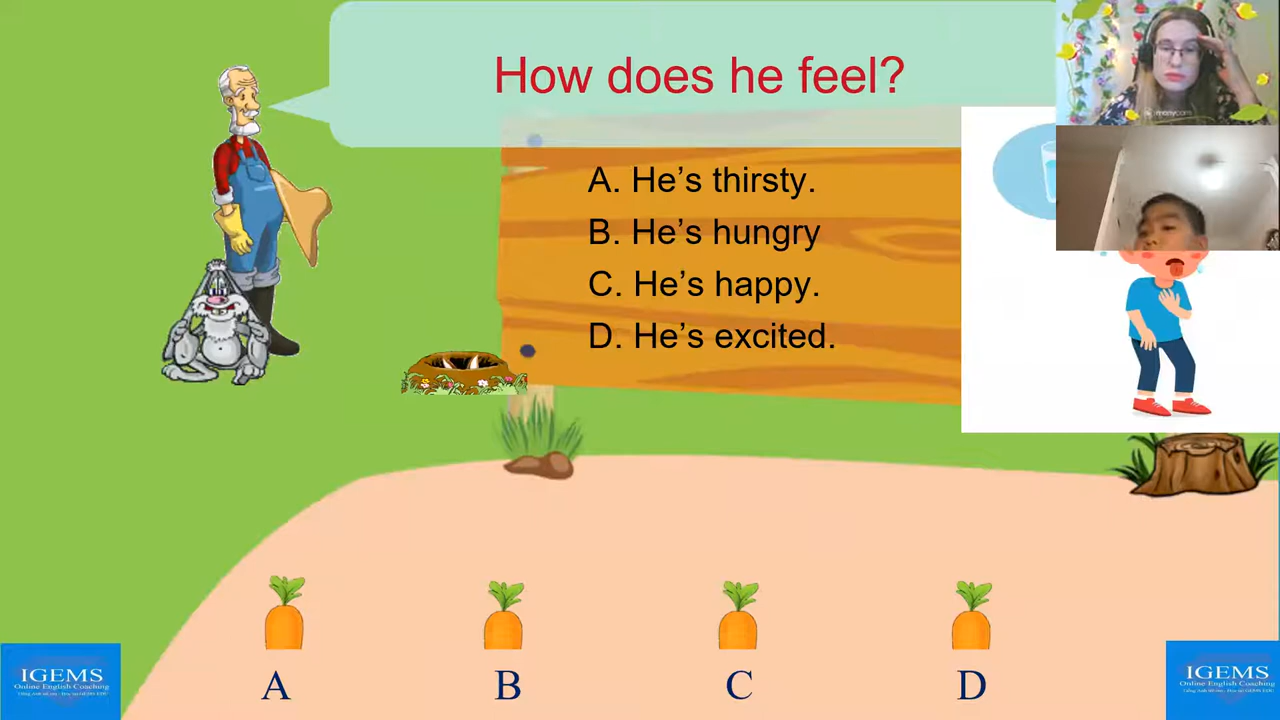 How does he feel?
A. He’s thirsty.
B. He’s hungry
C. He’s happy.
D. He’s excited.
A B C D
IGEMS
Online English Coaching
IGEMS
Online English Coaching